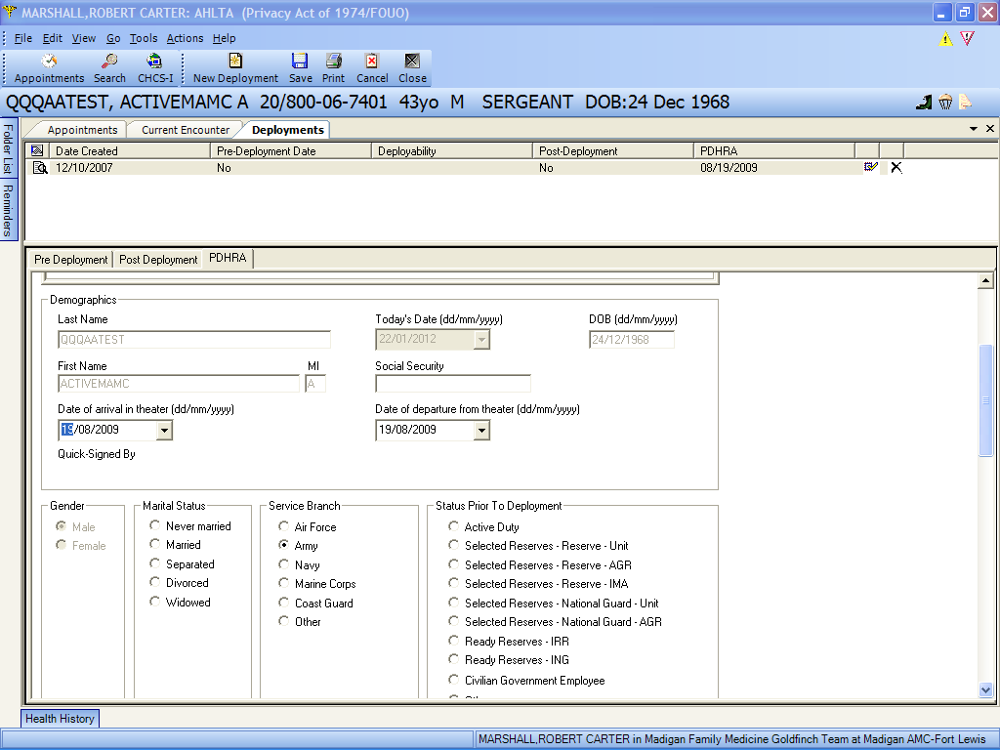 MARSHALL,ROBERT CARTER: AHLTA (Privacy Act of 1974/FOUO)
File Edit View Go Tools Actions Help
Appointments Search CHCS-I New Deployment Save Print Cancel Close
QQQAATEST, ACTIVEMAMC A 20/800-06-7401 43yo M SERGEANT DOB:24 Dec 1968
Folder List
Reminders
Appointments Current Encounter Deployments
Date Created Pre-Deployment Date Deployability Post-Deployment PDHRA
12/10/2007 No No 08/19/2009
Pre Deployment Post Deployment PDHRA
Demographics
Last Name Today's Date (dd/mm/yyyy) DOB (dd/mm/yyyy)
QQQAATEST 22/01/2012 24/12/1968
First Name MI Social Security
ACTIVEMAMC A
Date of arrival in theater (dd/mm/yyyy) Date of departure from theater (dd/mm/yyyy)
19/08/2009 19/08/2009
Quick-Signed By
Gender Marital Status Service Branch Status Prior To Deployment
Male Never married Air Force Active Duty
Female Married Army Selected Reserves - Reserve - Unit
Separated Navy Selected Reserves - Reserve - AGR
Divorced Marine Corps Selected Reserves - Reserve - IMA
Widowed Coast Guard Selected Reserves - National Guard - Unit
Other Selected Reserves - National Guard - AGR
Ready Reserves - IRR
Ready Reserves - ING
Civilian Government Employee
Health History
MARSHALL,ROBERT CARTER in Madigan Family Medicine Goldfinch Team at Madigan AMC-Fort Lewis